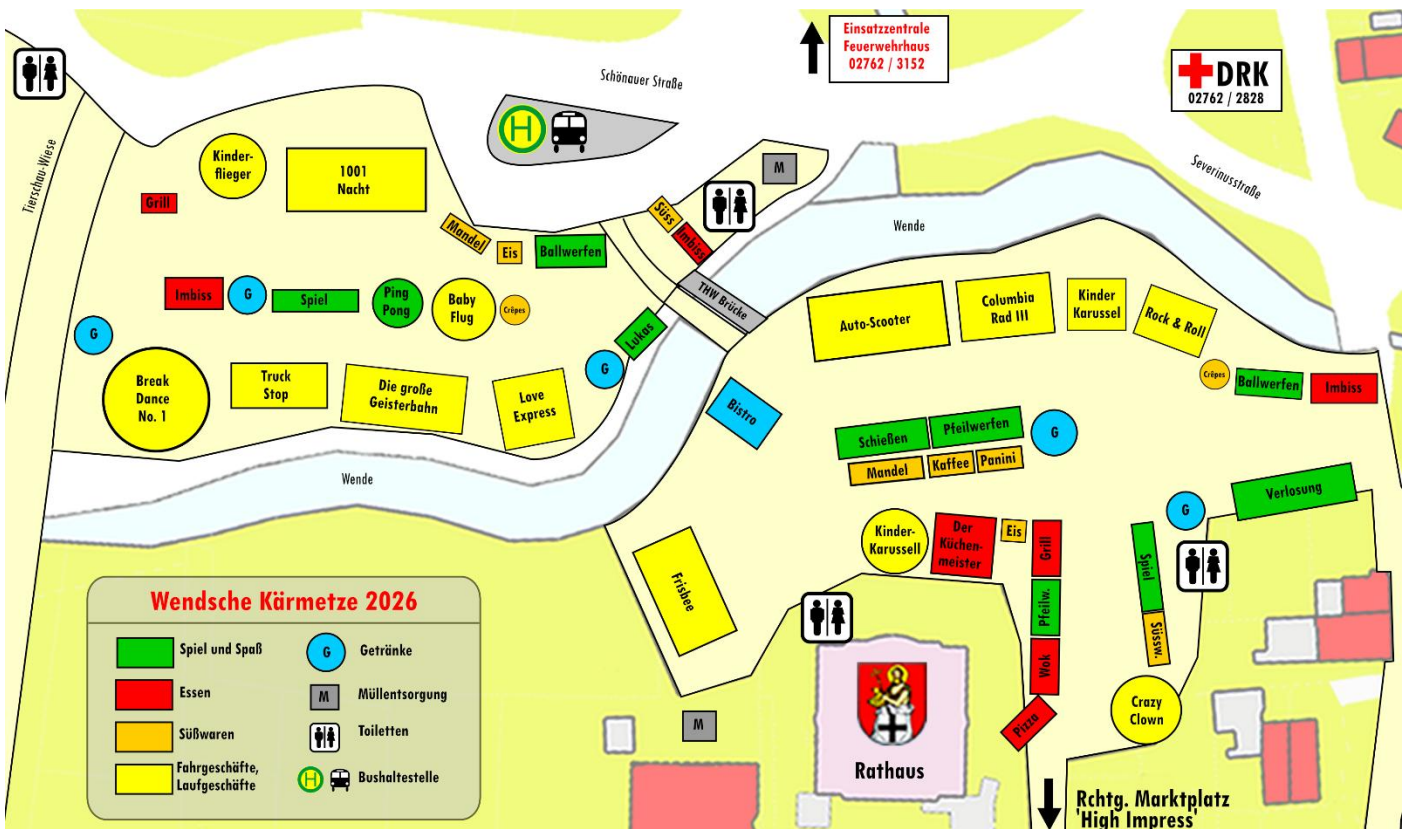 Einsatzzentrale
Feuerwehrhaus
02762 / 3152
DRK
02762 / 2828
Schönauer Straße
Severinusstraße
Tierschau-Wiese
Kinder-
flieger
1001
Nacht
M
Grill
Süss
Imbiss
Wende
Mandel
Eis
Ballwerfen
THW Brücke
Imbiss
G
Spiel
Ping
Pong
Baby
Flug
Crêpes
G
Lukas
Auto-Scooter
Columbia
Rad III
Kinder
Karussel
Rock & Roll
Break
Dance
No. 1
Truck
Stop
Die große
Geisterbahn
Love
Express
G
Bistro
Crêpes
Ballwerfen
Imbiss
Schießen
Pfeilwerfen
G
Mandel
Kaffee
Panini
Wende
Verlosung
G
Kinder-
Karussell
Der
Küchen-
meister
Eis
Grill
Spiel
Frisbee
Pfeilw.
Süssw.
Wok
Crazy
Clown
Pizza
M
Rathaus
Rchtg. Marktplatz
'High Impress'
Wendsche Kärmetze 2026
Spiel und Spaß
G
Getränke
Essen
M
Müllentsorgung
Süßwaren
Toiletten
Fahrgeschäfte,
Laufgeschäfte
H
Bushaltestelle
H